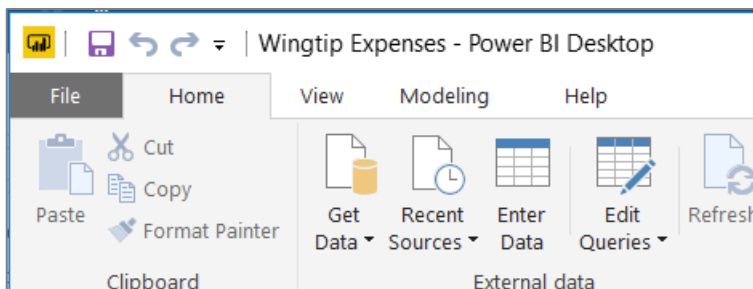 Wingtip Expenses - Power BI Desktop
File Home View Modeling Help
Paste
Cut
Copy
Format Painter
Clipboard
Get Data
Recent Sources
Enter Data
Edit Queries
Refresh
External data